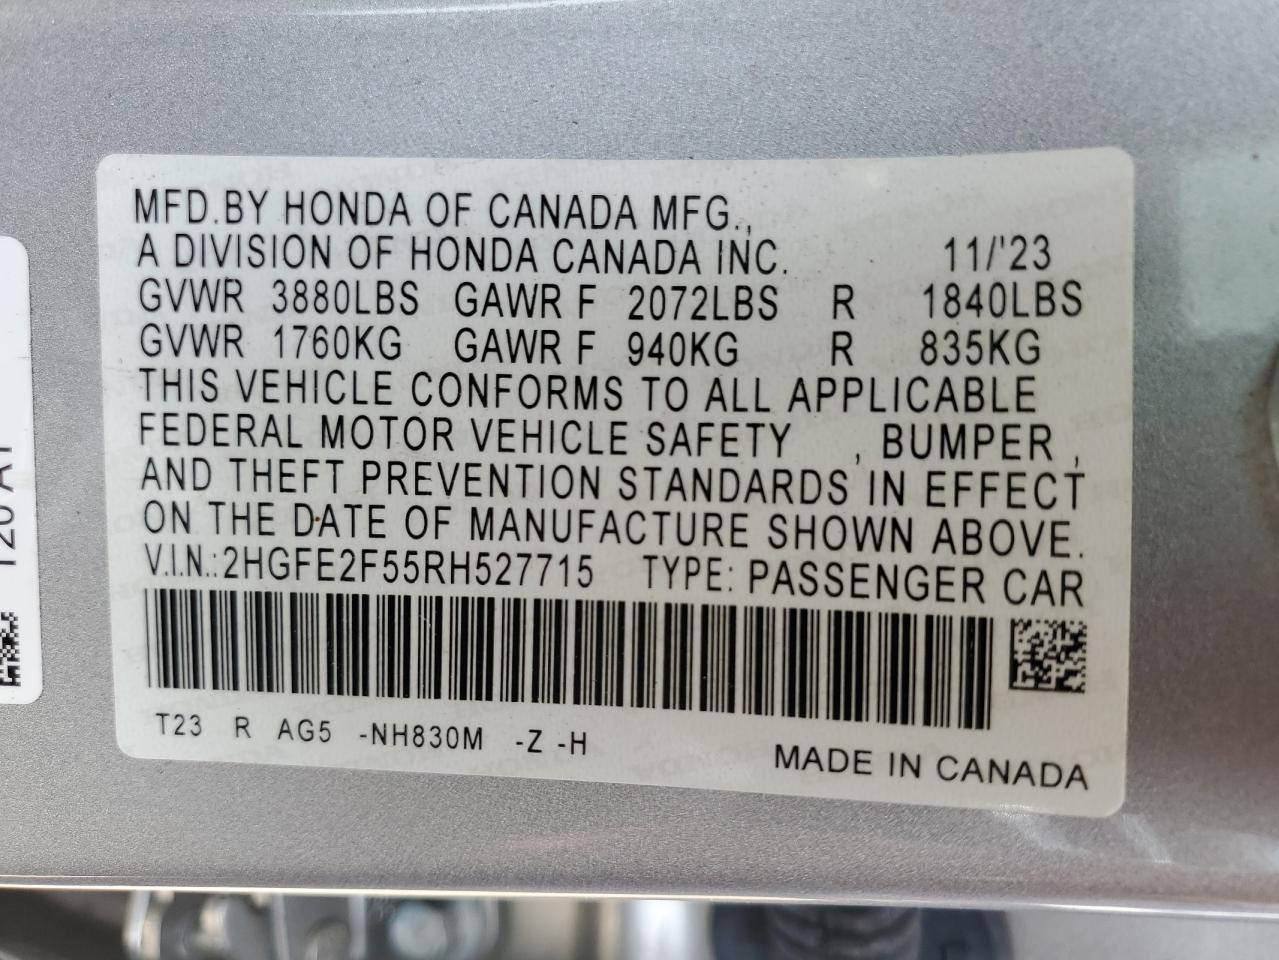 MFD.BY HONDA OF CANADA MFG.,
A DIVISION OF HONDA CANADA INC. 11/'23
GVWR 3880LBS GAWR F 2072LBS R 1840LBS
GVWR 1760KG GAWR F 940KG R 835KG
THIS VEHICLE CONFORMS TO ALL APPLICABLE
FEDERAL MOTOR VEHICLE SAFETY , BUMPER ,
AND THEFT PREVENTION STANDARDS IN EFFECT
ON THE DATE OF MANUFACTURE SHOWN ABOVE.
V.I.N.:2HGFE2F55RH527715 TYPE: PASSENGER CAR
T23 R AG5 -NH830M -Z -H
MADE IN CANADA